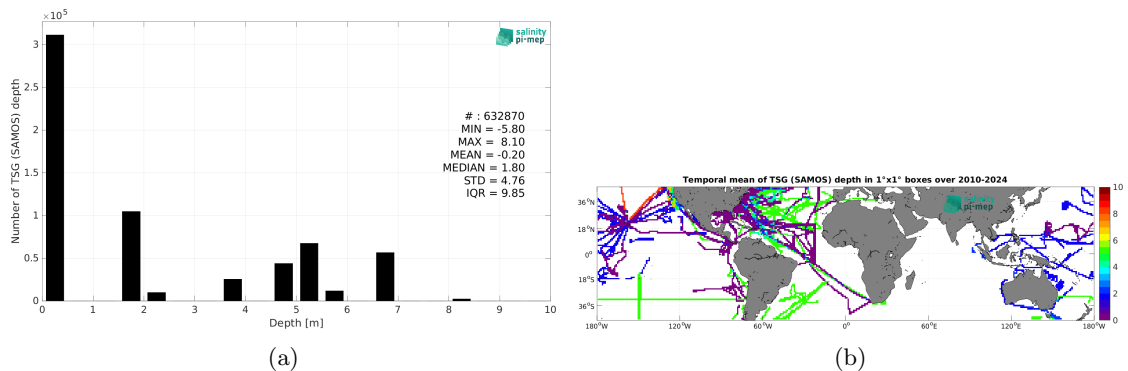 ×10⁵
salinity
pi-mep
3
2.5
2
1.5
1
0.5
0
Number of TSG (SAMOS) depth
# : 632870
MIN = -5.80
MAX = 8.10
MEAN = -0.20
MEDIAN = 1.80
STD = 4.76
IQR = 9.85
0 1 2 3 4 5 6 7 8 9 10
Depth [m]
(a)
Temporal mean of TSG (SAMOS) depth in 1°x1° boxes over 2010-2024
salinity
pi-mep
36°N
18°N
0°
18°S
36°S
180°W 120°W 60°W 0° 60°E 120°E 180°W
10
8
6
4
2
0
(b)